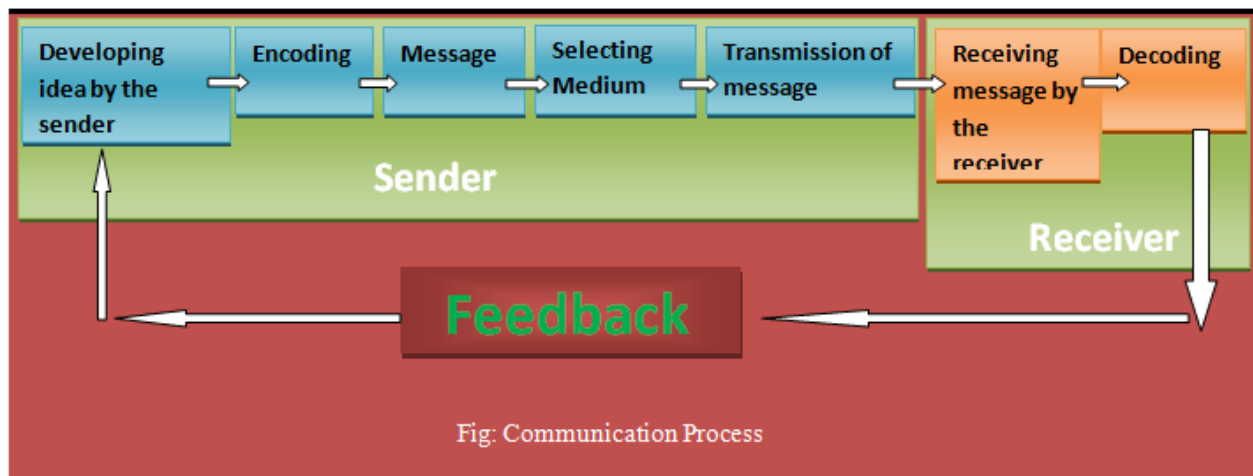 Developing
idea by the
sender
Encoding
Message
Selecting
Medium
Transmission of
message
Receiving
message by
the
receiver
Decoding
Sender
Receiver
Feedback
Fig: Communication Process